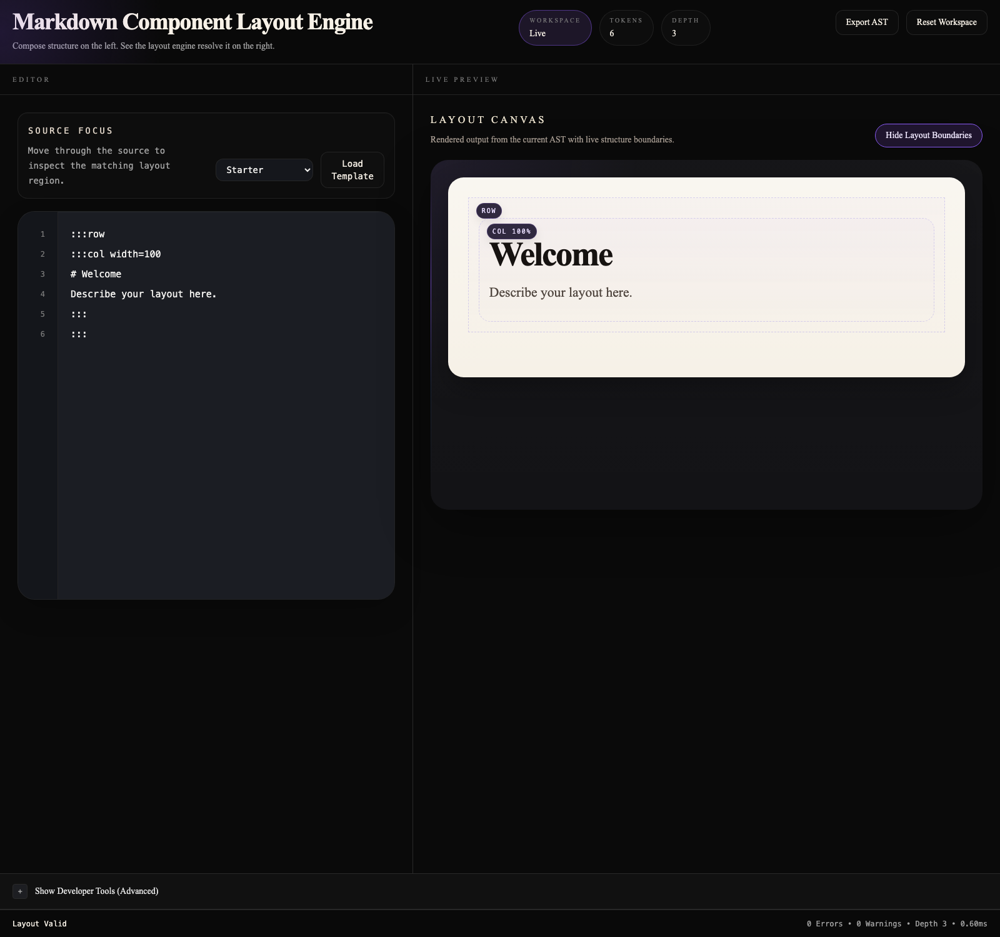 Markdown Component Layout Engine
Compose structure on the left. See the layout engine resolve it on the right.
WORKSPACE
Live
TOKENS
6
DEPTH
3
Export AST
Reset Workspace
EDITOR
SOURCE FOCUS
Move through the source to
inspect the matching layout
region.
Starter
Load
Template
1 :::row
2 :::col width=100
3 # Welcome
4 Describe your layout here.
5 :::
6 :::
LIVE PREVIEW
LAYOUT CANVAS
Rendered output from the current AST with live structure boundaries.
Hide Layout Boundaries
ROW
COL 100%
Welcome
Describe your layout here.
+ Show Developer Tools (Advanced)
Layout Valid
0 Errors • 0 Warnings • Depth 3 • 0.60ms